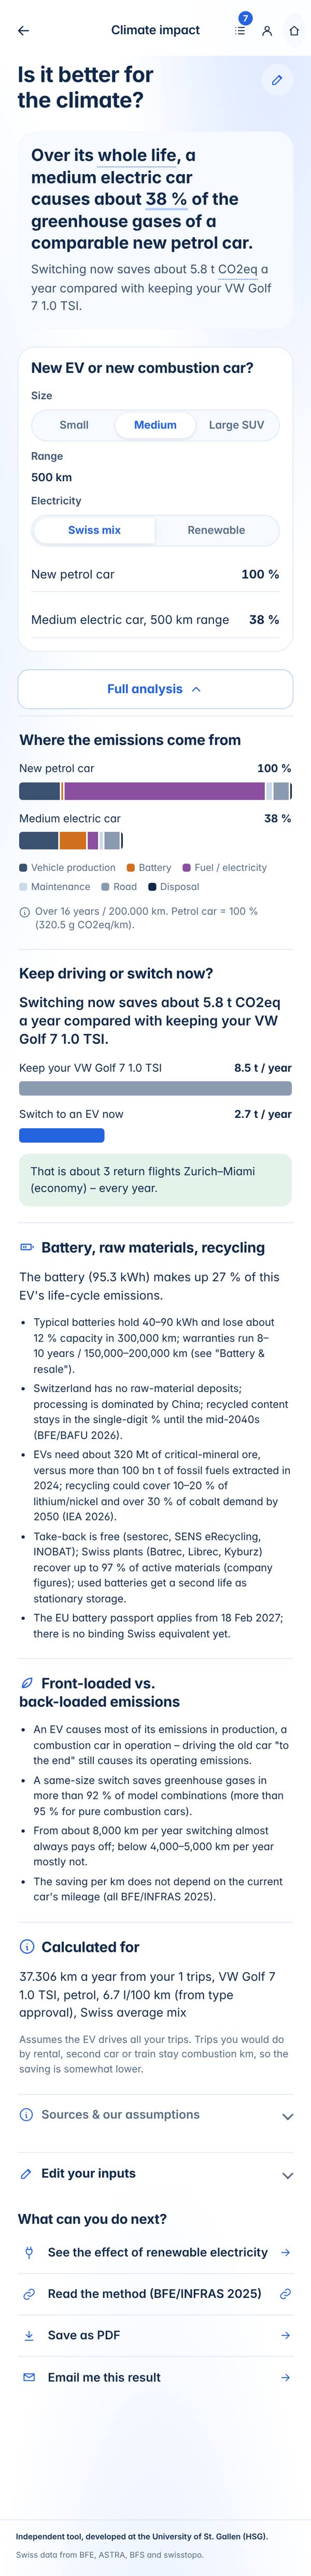 Climate impact
7
Is it better for
the climate?
Over its whole life, a
medium electric car
causes about 38 % of the
greenhouse gases of a
comparable new petrol car.
Switching now saves about 5.8 t CO2eq a
year compared with keeping your VW Golf
7 1.0 TSI.
New EV or new combustion car?
Size
Small Medium Large SUV
Range
500 km
Electricity
Swiss mix Renewable
New petrol car 100 %
Medium electric car, 500 km range 38 %
Full analysis
Where the emissions come from
New petrol car 100 %
Medium electric car 38 %
Vehicle production Battery Fuel / electricity
Maintenance Road Disposal
Over 16 years / 200.000 km. Petrol car = 100 %
(320.5 g CO2eq/km).
Keep driving or switch now?
Switching now saves about 5.8 t CO2eq
a year compared with keeping your VW
Golf 7 1.0 TSI.
Keep your VW Golf 7 1.0 TSI 8.5 t / year
Switch to an EV now 2.7 t / year
That is about 3 return flights Zurich–Miami
(economy) – every year.
Battery, raw materials, recycling
The battery (95.3 kWh) makes up 27 % of this
EV's life-cycle emissions.
• Typical batteries hold 40–90 kWh and lose about
12 % capacity in 300,000 km; warranties run 8–
10 years / 150,000–200,000 km (see "Battery &
resale").
• Switzerland has no raw-material deposits;
processing is dominated by China; recycled content
stays in the single-digit % until the mid-2040s
(BFE/BAFU 2026).
• EVs need about 320 Mt of critical-mineral ore,
versus more than 100 bn t of fossil fuels extracted in
2024; recycling could cover 10–20 % of
lithium/nickel and over 30 % of cobalt demand by
2050 (IEA 2026).
• Take-back is free (sestorec, SENS eRecycling,
INOBAT); Swiss plants (Batrec, Librec, Kyburz)
recover up to 97 % of active materials (company
figures); used batteries get a second life as
stationary storage.
• The EU battery passport applies from 18 Feb 2027;
there is no binding Swiss equivalent yet.
Front-loaded vs.
back-loaded emissions
• An EV causes most of its emissions in production, a
combustion car in operation – driving the old car "to
the end" still causes its operating emissions.
• A same-size switch saves greenhouse gases in
more than 92 % of model combinations (more than
95 % for pure combustion cars).
• From about 8,000 km per year switching almost
always pays off; below 4,000–5,000 km per year
mostly not.
• The saving per km does not depend on the current
car's mileage (all BFE/INFRAS 2025).
Calculated for
37.306 km a year from your 1 trips, VW Golf 7
1.0 TSI, petrol, 6.7 l/100 km (from type
approval), Swiss average mix
Assumes the EV drives all your trips. Trips you would do
by rental, second car or train stay combustion km, so the
saving is somewhat lower.
Sources & our assumptions
Edit your inputs
What can you do next?
See the effect of renewable electricity
Read the method (BFE/INFRAS 2025)
Save as PDF
Email me this result
Independent tool, developed at the University of St. Gallen (HSG).
Swiss data from BFE, ASTRA, BFS and swisstopo.